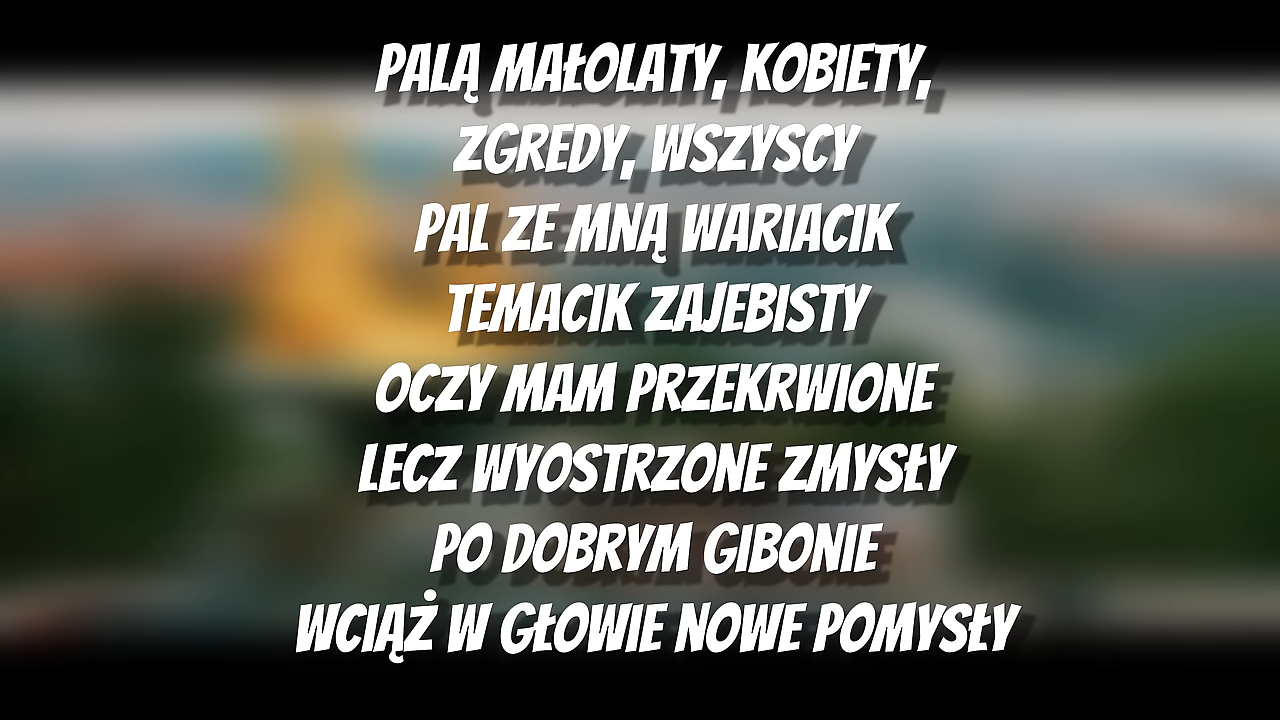 PALĄ MAŁOLATY, KOBIETY,
ZGREDY, WSZYSCY
PAL ZE MNĄ WARIACIK
TEMACIK ZAJEBISTY
OCZY MAM PRZEKRWIONE
LECZ WYOSTRZONE ZMYSŁY
PO DOBRYM GIBONIE
WCIĄŻ W GŁOWIE NOWE POMYSŁY